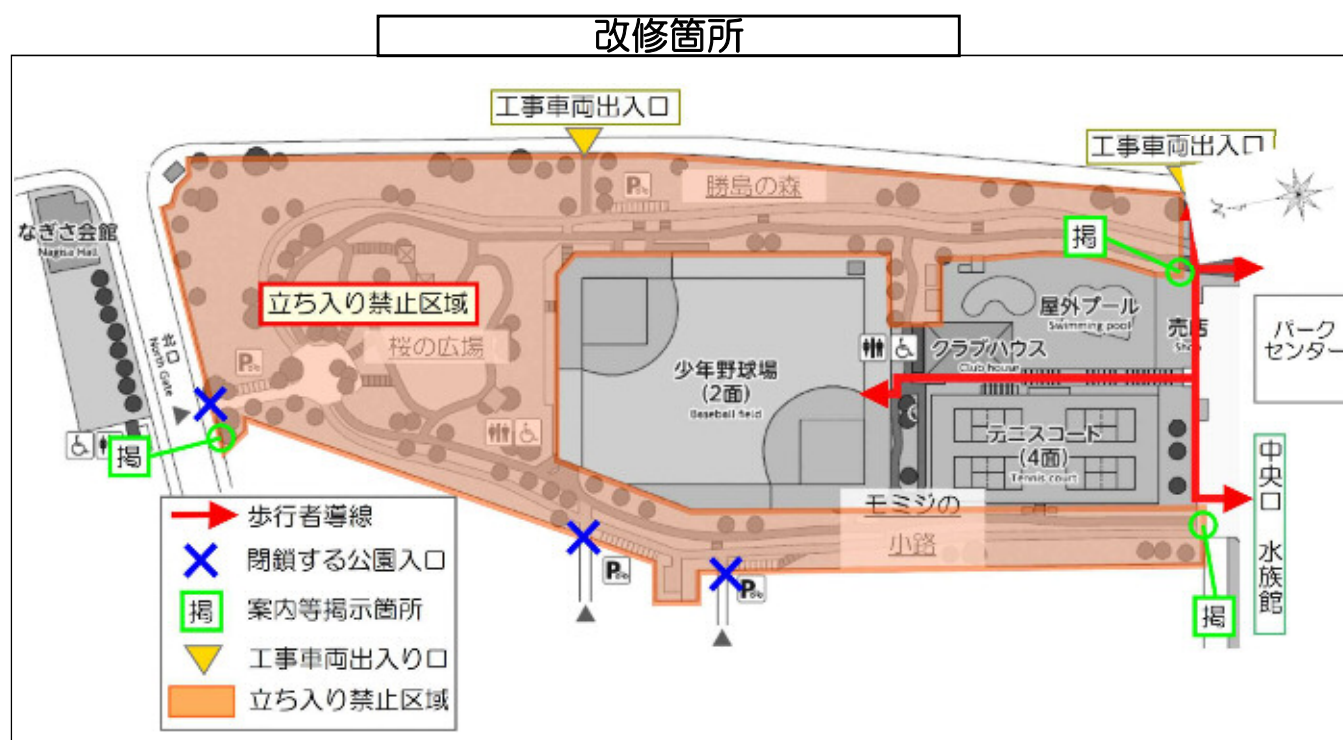 改修箇所
工事車両出入口
工事車両出入口
勝島の森
なぎさ会館
Nagisa Hall
掲
立ち入り禁止区域
屋外プール
Swimming pool
売店
パーク
センター
桜の広場
北口
North Gate
クラブハウス
Club house
少年野球場
(2面)
Baseball field
テニスコート
(4面)
Tennis court
中央口 水族館
掲
モミジの
小路
掲
歩行者導線
閉鎖する公園入口
掲 案内等掲示箇所
工事車両出入り口
立ち入り禁止区域